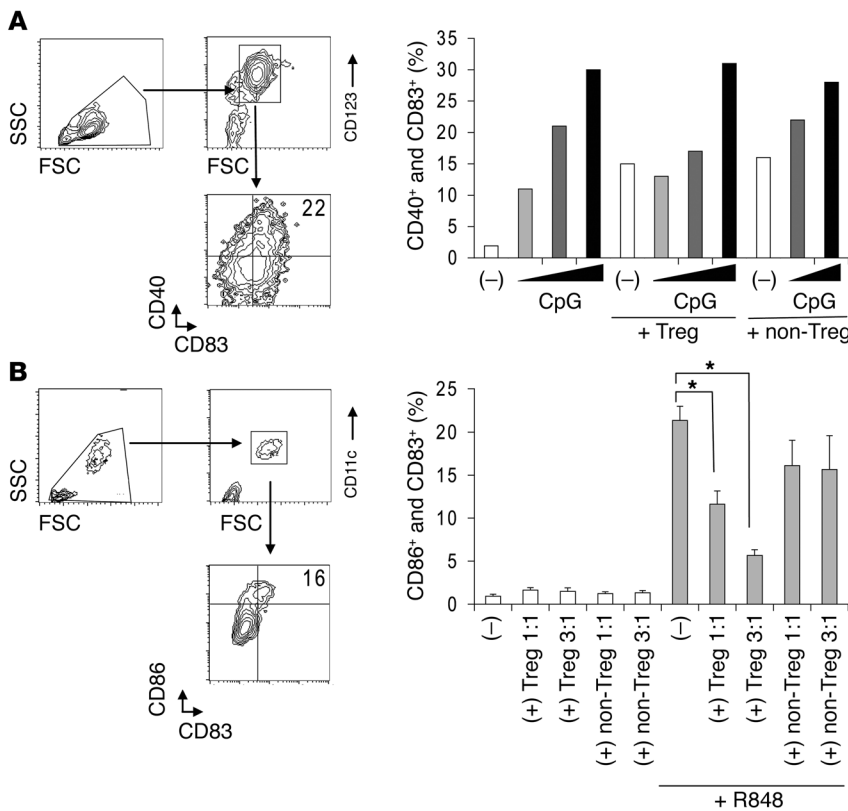 A
SSC
FSC
CD123
FSC
22
CD40
CD83
CD40⁺ and CD83⁺ (%)
35
30
25
20
15
10
5
0
(–)
CpG
(–)
CpG
+ Treg
(–)
CpG
+ non-Treg
B
SSC
FSC
CD11c
FSC
16
CD86
CD83
CD86⁺ and CD83⁺ (%)
25
20
15
10
5
0
*
*
(–)
(+) Treg 1:1
(+) Treg 3:1
(+) non-Treg 1:1
(+) non-Treg 3:1
(–)
(+) Treg 1:1
(+) Treg 3:1
(+) non-Treg 1:1
(+) non-Treg 3:1
+ R848